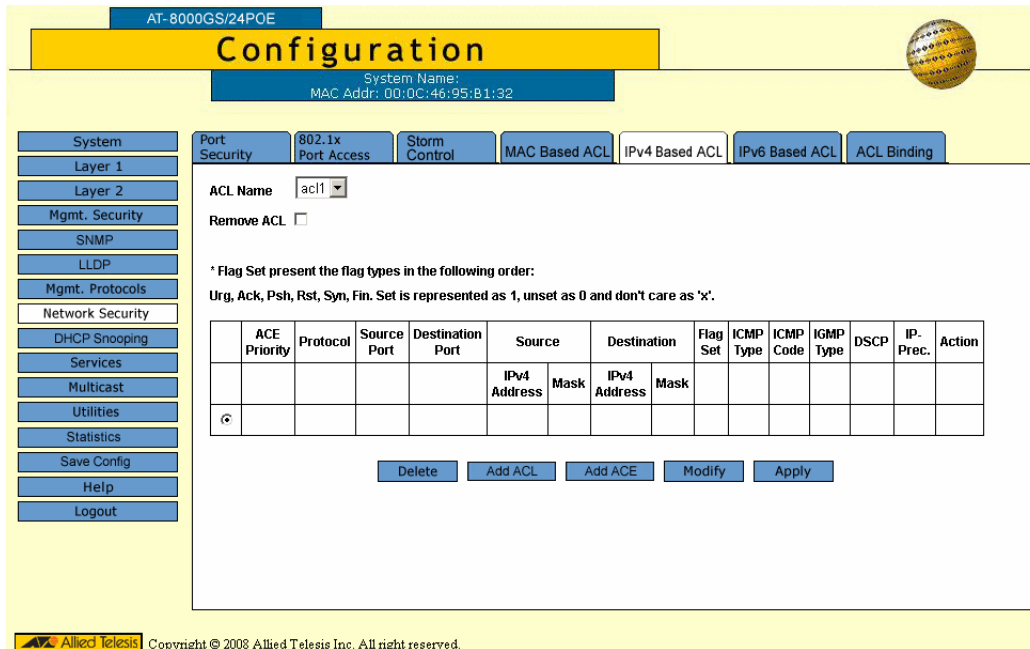 AT-8000GS/24POE
Configuration
System Name:
MAC Addr: 00:0C:46:95:B1:32
System
Layer 1
Layer 2
Mgmt. Security
SNMP
LLDP
Mgmt. Protocols
Network Security
DHCP Snooping
Services
Multicast
Utilities
Statistics
Save Config
Help
Logout
Port Security
802.1x Port Access
Storm Control
MAC Based ACL
IPv4 Based ACL
IPv6 Based ACL
ACL Binding
ACL Name acl1
Remove ACL
* Flag Set present the flag types in the following order:
Urg, Ack, Psh, Rst, Syn, Fin. Set is represented as 1, unset as 0 and don't care as 'x'.
ACE Priority Protocol Source Port Destination Port Source Destination Flag Set ICMP Type ICMP Code IGMP Type DSCP IP-Prec. Action
IPv4 Address Mask IPv4 Address Mask
Delete Add ACL Add ACE Modify Apply
Allied Telesis Copyright © 2008 Allied Telesis Inc. All right reserved.